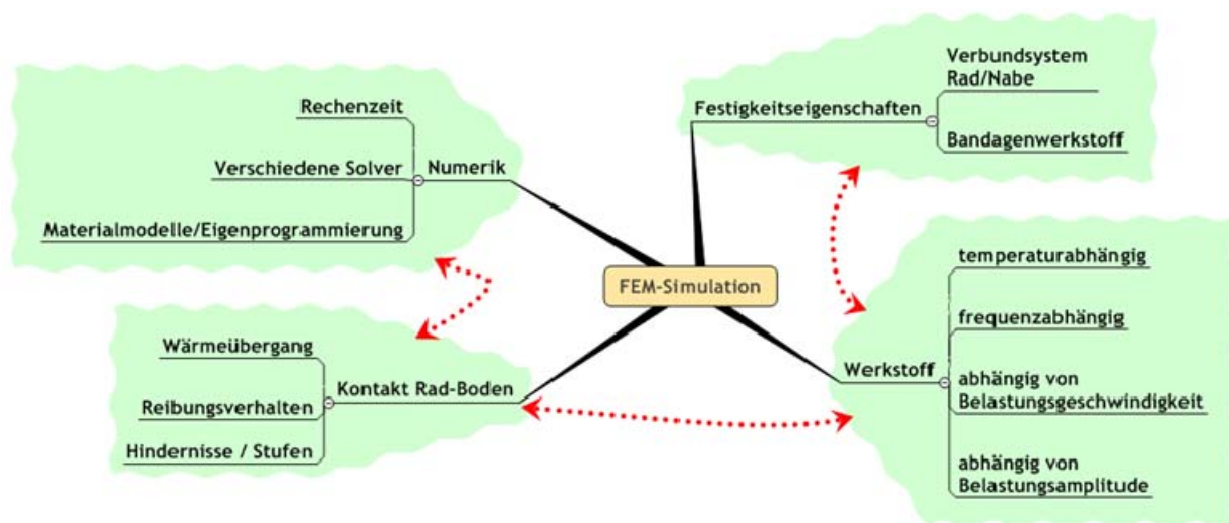 Rechenzeit
Verschiedene Solver
Materialmodelle/Eigenprogrammierung
Numerik
Verbundsystem
Rad/Nabe
Festigkeitseigenschaften
Bandagenwerkstoff
FEM-Simulation
Wärmeübergang
Reibungsverhalten
Hindernisse / Stufen
Kontakt Rad-Boden
temperaturabhängig
frequenzabhängig
Werkstoff
abhängig von
Belastungsgeschwindigkeit
abhängig von
Belastungsamplitude